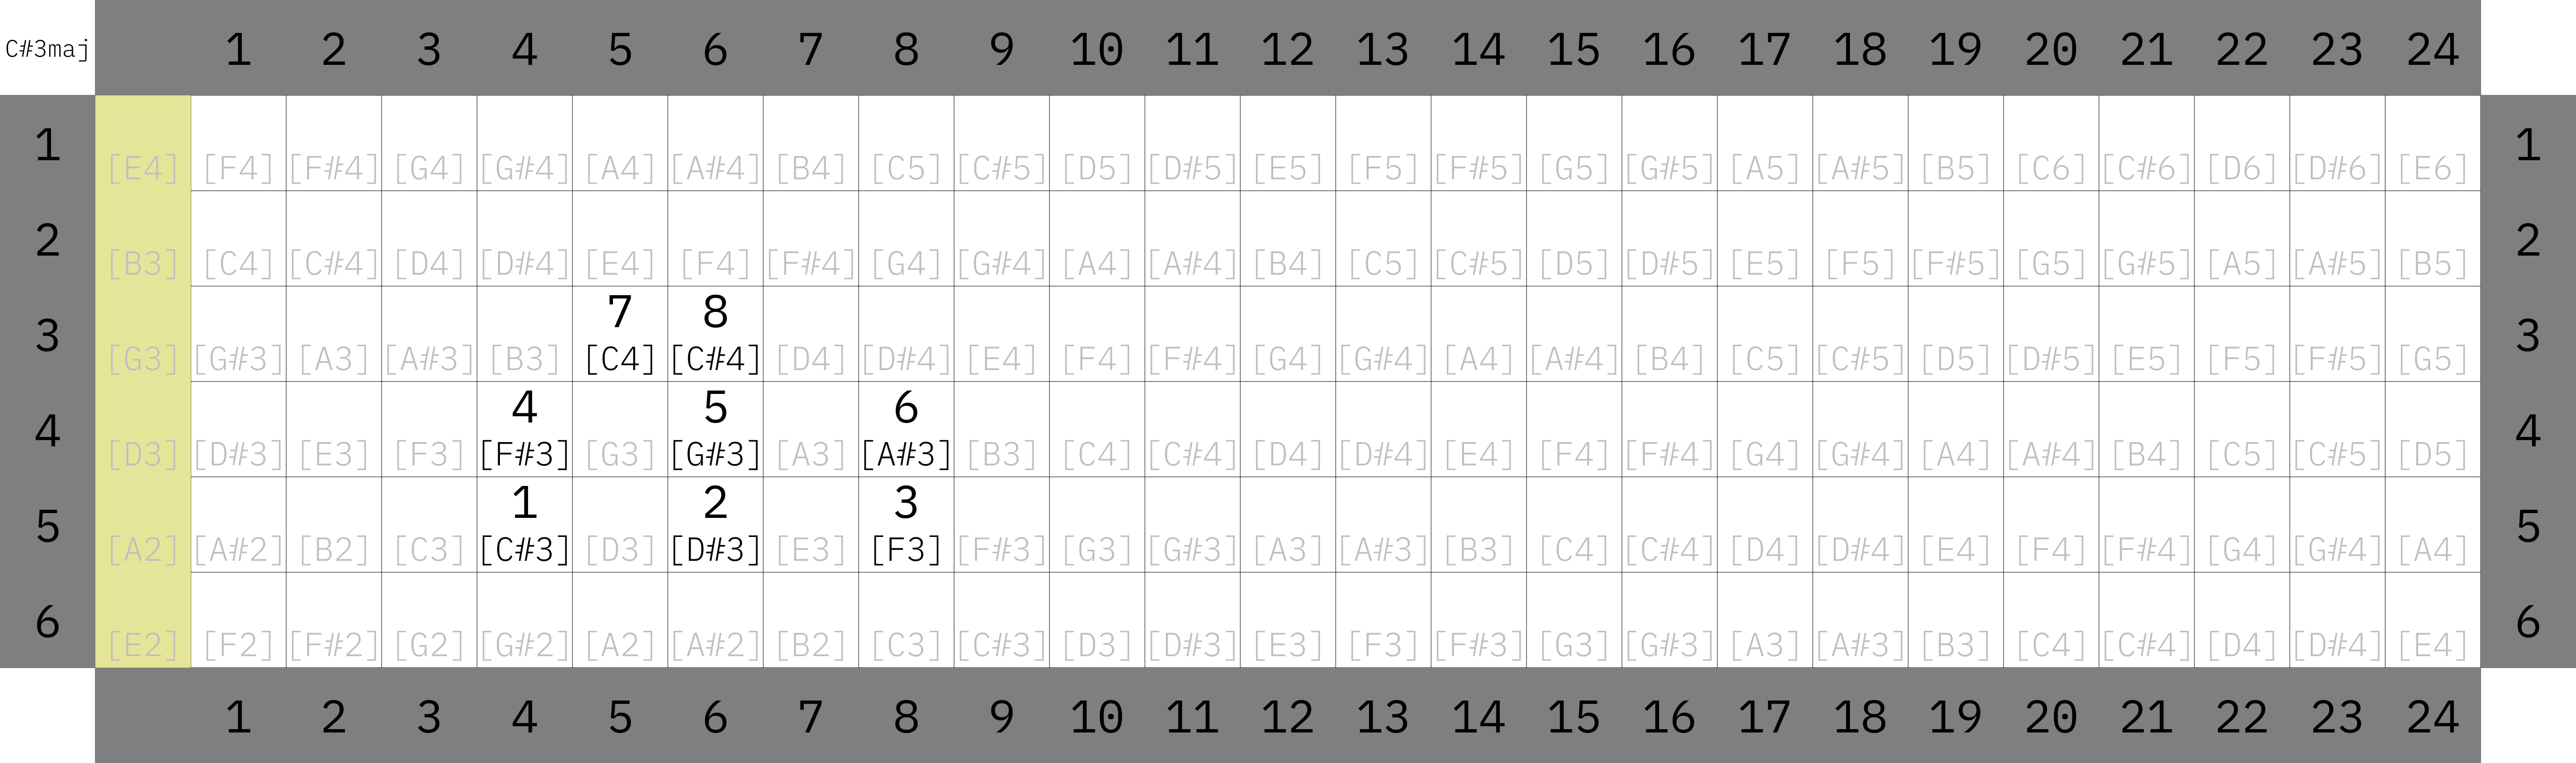 C#3maj 1 2 3 4 5 6 7 8 9 10 11 12 13 14 15 16 17 18 19 20 21 22 23 24
1 [E4] [F4] [F#4] [G4] [G#4] [A4] [A#4] [B4] [C5] [C#5] [D5] [D#5] [E5] [F5] [F#5] [G5] [G#5] [A5] [A#5] [B5] [C6] [C#6] [D6] [D#6] [E6] 1
2 [B3] [C4] [C#4] [D4] [D#4] [E4] [F4] [F#4] [G4] [G#4] [A4] [A#4] [B4] [C5] [C#5] [D5] [D#5] [E5] [F5] [F#5] [G5] [G#5] [A5] [A#5] [B5] 2
7 8
3 [G3] [G#3] [A3] [A#3] [B3] [C4] [C#4] [D4] [D#4] [E4] [F4] [F#4] [G4] [G#4] [A4] [A#4] [B4] [C5] [C#5] [D5] [D#5] [E5] [F5] [F#5] [G5] 3
4 5 6
4 [D3] [D#3] [E3] [F3] [F#3] [G3] [G#3] [A3] [A#3] [B3] [C4] [C#4] [D4] [D#4] [E4] [F4] [F#4] [G4] [G#4] [A4] [A#4] [B4] [C5] [C#5] [D5] 4
1 2 3
5 [A2] [A#2] [B2] [C3] [C#3] [D3] [D#3] [E3] [F3] [F#3] [G3] [G#3] [A3] [A#3] [B3] [C4] [C#4] [D4] [D#4] [E4] [F4] [F#4] [G4] [G#4] [A4] 5
6 [E2] [F2] [F#2] [G2] [G#2] [A2] [A#2] [B2] [C3] [C#3] [D3] [D#3] [E3] [F3] [F#3] [G3] [G#3] [A3] [A#3] [B3] [C4] [C#4] [D4] [D#4] [E4] 6
1 2 3 4 5 6 7 8 9 10 11 12 13 14 15 16 17 18 19 20 21 22 23 24